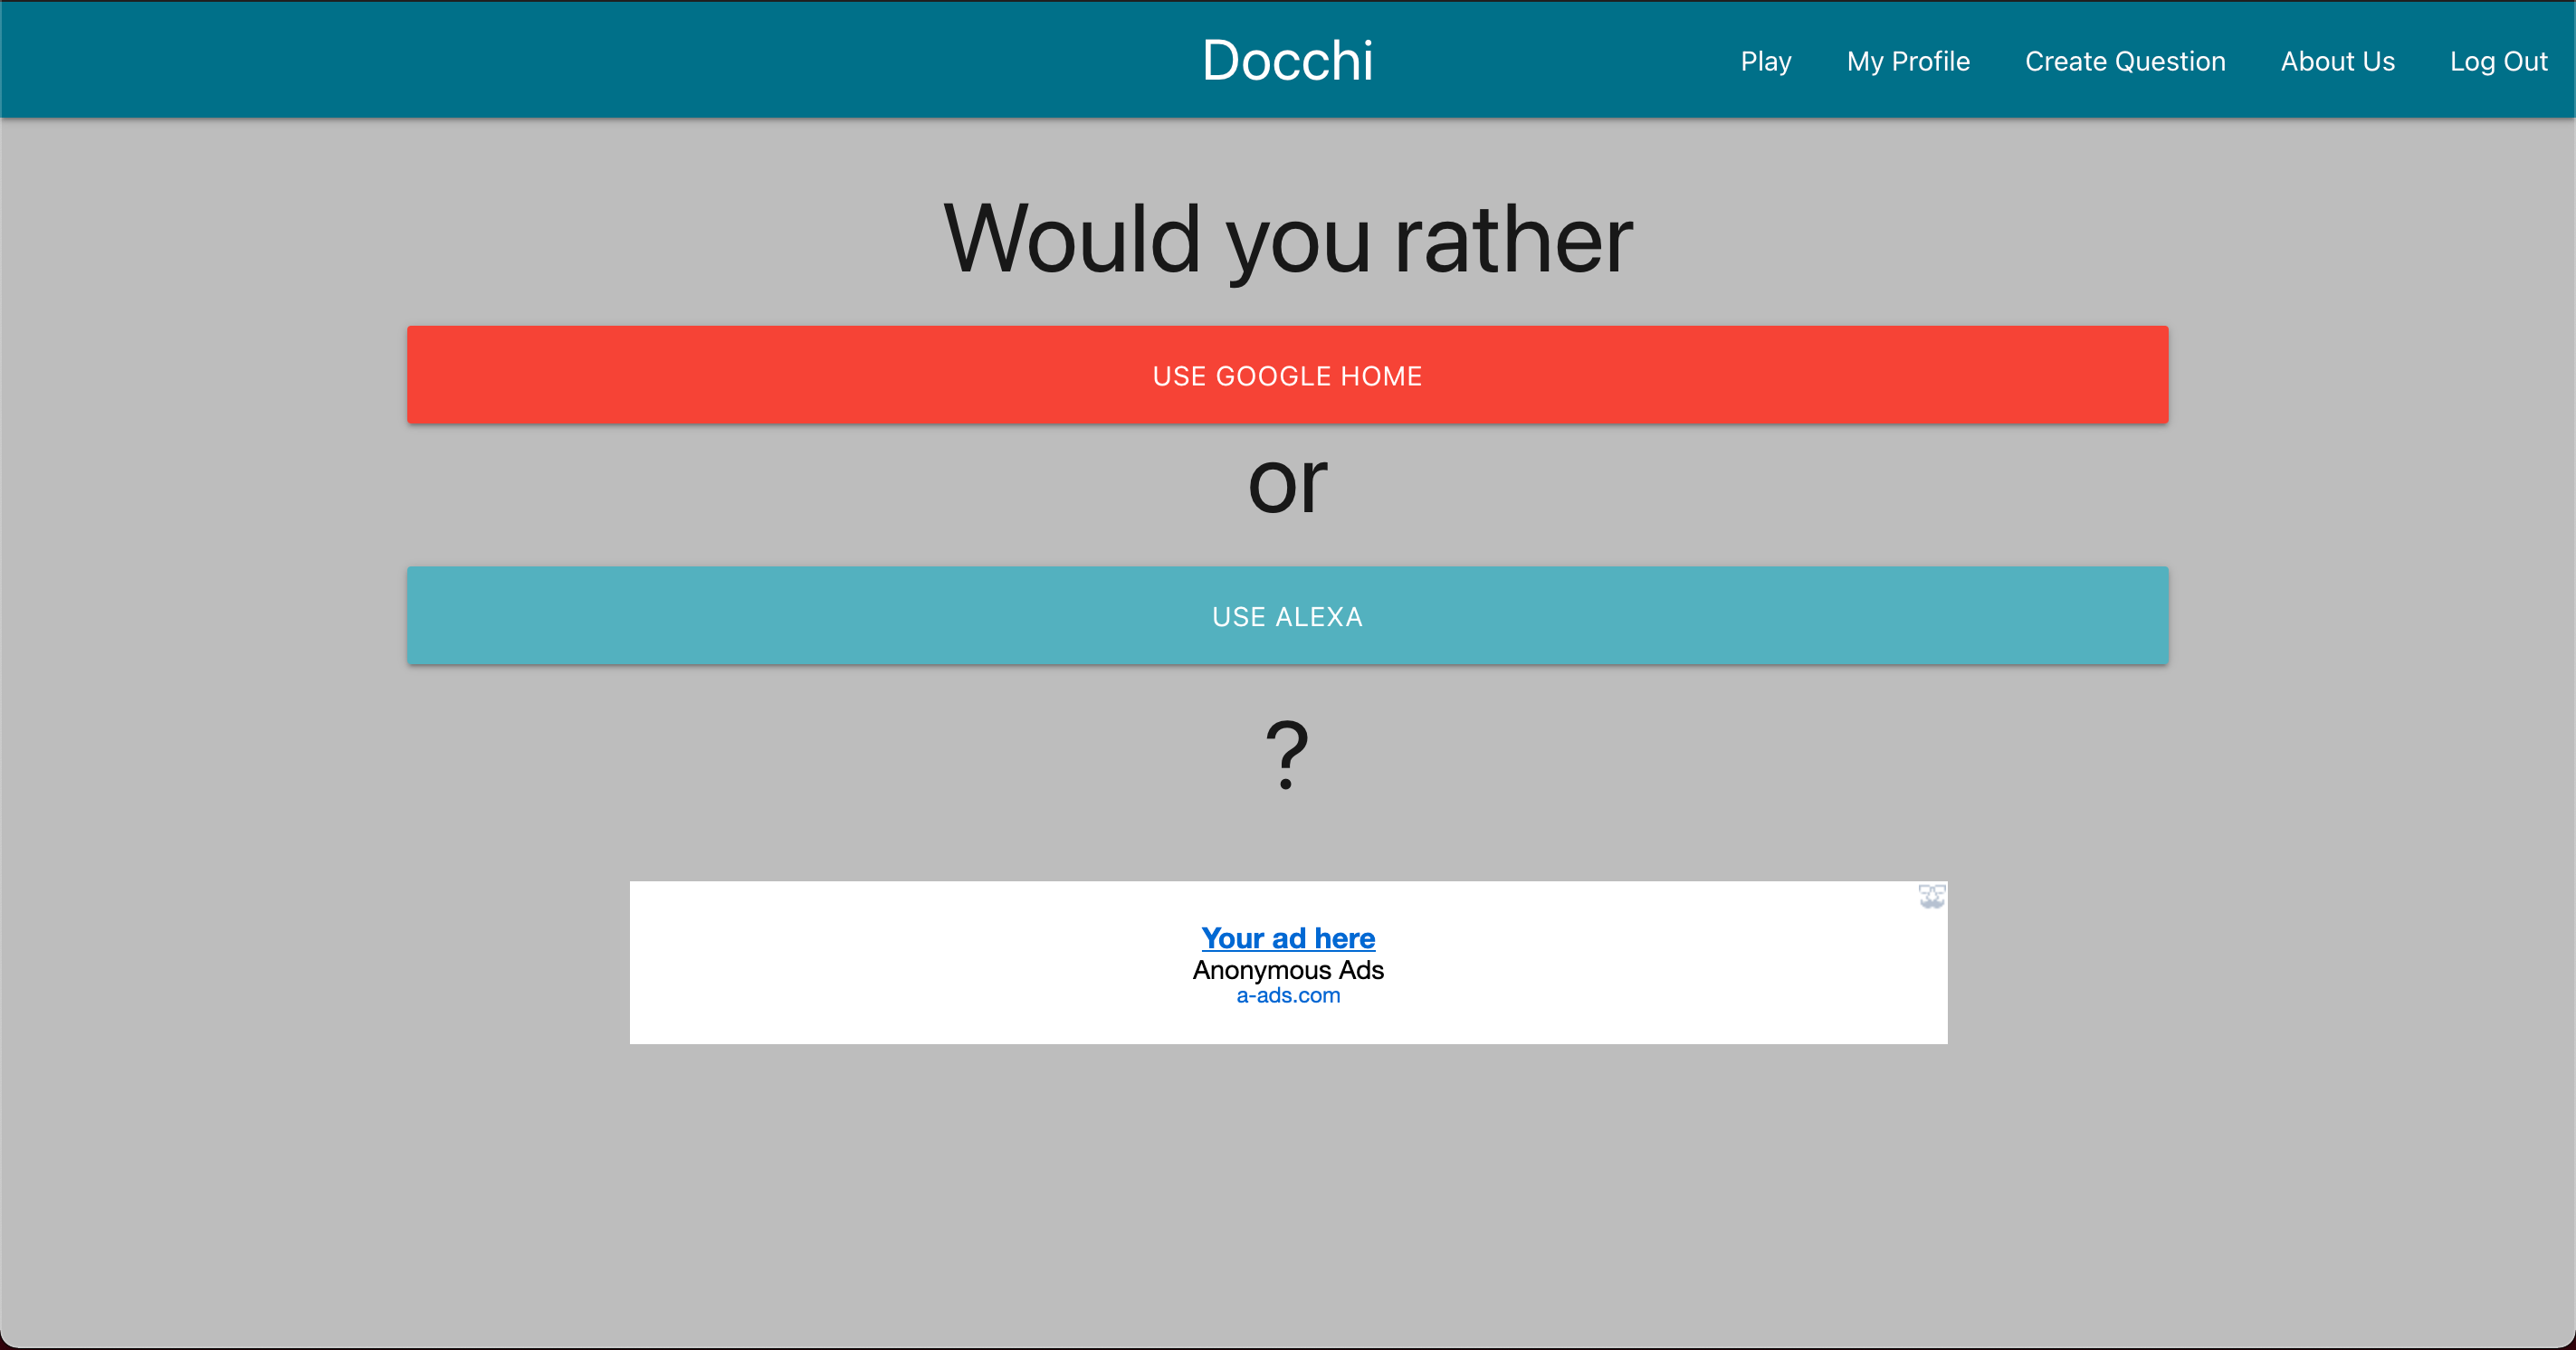 Docchi
Play
My Profile
Create Question
About Us
Log Out
Would you rather
USE GOOGLE HOME
or
USE ALEXA
?
Your ad here
Anonymous Ads
a-ads.com